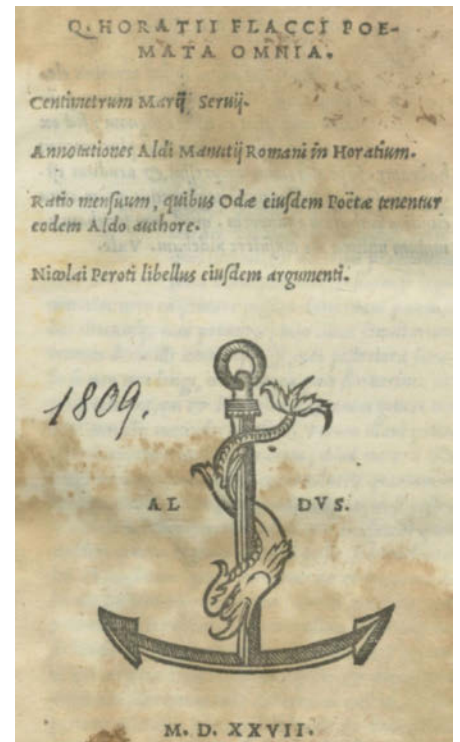 Q. HORATII FLACCI POE-
MATA OMNIA.
Centimetrum Marij Seruij.
Annotationes Aldi Manutij Romani in Horatium.
Ratio mensuum, quibus Odæ eiuſdem Poëtæ tenentur
eodem Aldo authore.
Nicolai Peroti libellus eiuſdem argumenti.
1809.
AL DVS.
M. D. XXVII.